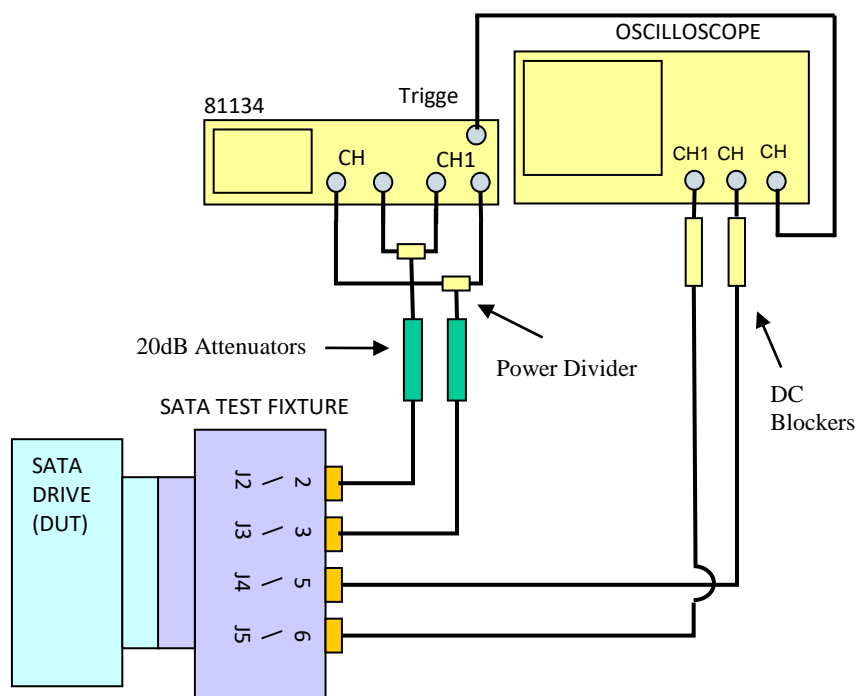 OSCILLOSCOPE
81134
Trigge
CH
CH1
CH1
CH
CH
20dB Attenuators
Power Divider
DC
Blockers
SATA TEST FIXTURE
SATA
DRIVE
(DUT)
J2 / 2
J3 / 3
J4 / 5
J5 / 6